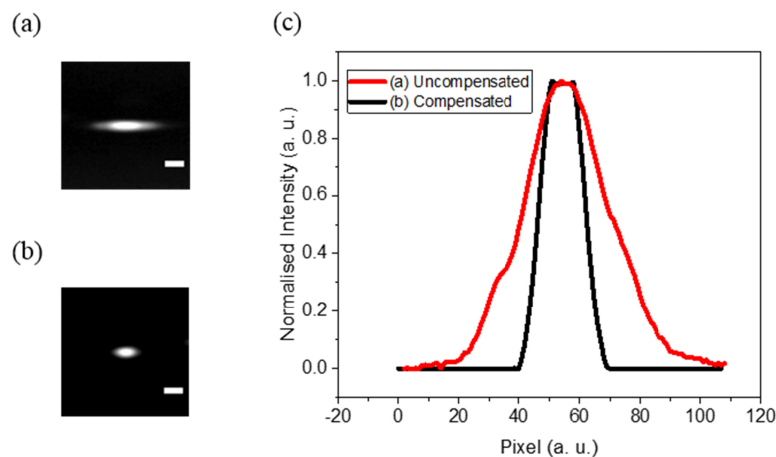 (a)
(b)
(c)
(a) Uncompensated
(b) Compensated
Normalised Intensity (a. u.)
1.0
0.8
0.6
0.4
0.2
0.0
-20 0 20 40 60 80 100 120
Pixel (a. u.)